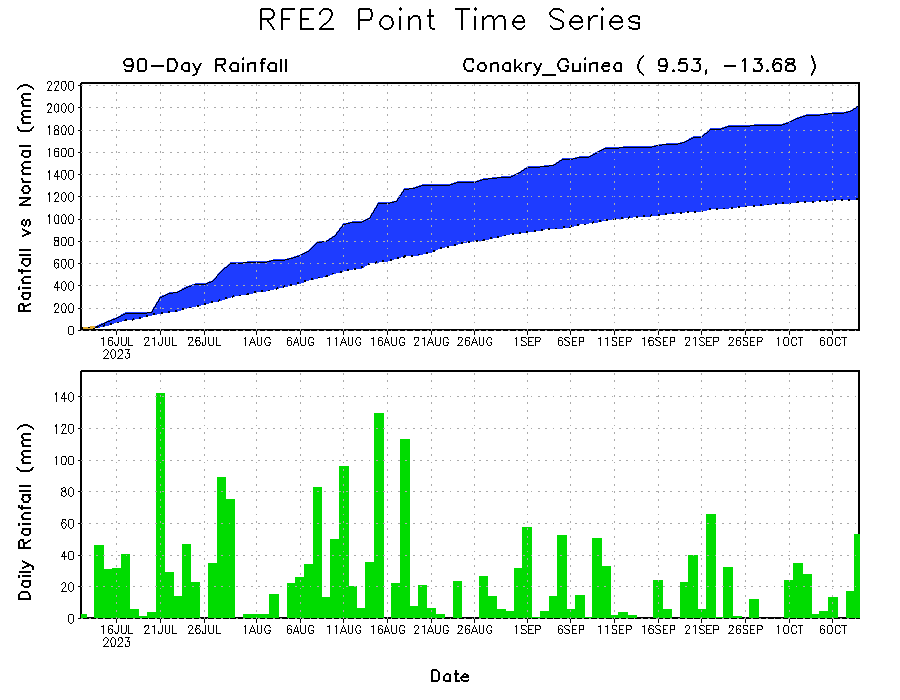 RFE2 Point Time Series
90-Day Rainfall
Conakry_Guinea ( 9.53, -13.68 )
Rainfall vs Normal (mm)
2200
2000
1800
1600
1400
1200
1000
800
600
400
200
0
16JUL 21JUL 26JUL 1AUG 6AUG 11AUG 16AUG 21AUG 26AUG 1SEP 6SEP 11SEP 16SEP 21SEP 26SEP 1OCT 6OCT
2023
Daily Rainfall (mm)
140
120
100
80
60
40
20
0
16JUL 21JUL 26JUL 1AUG 6AUG 11AUG 16AUG 21AUG 26AUG 1SEP 6SEP 11SEP 16SEP 21SEP 26SEP 1OCT 6OCT
2023
Date